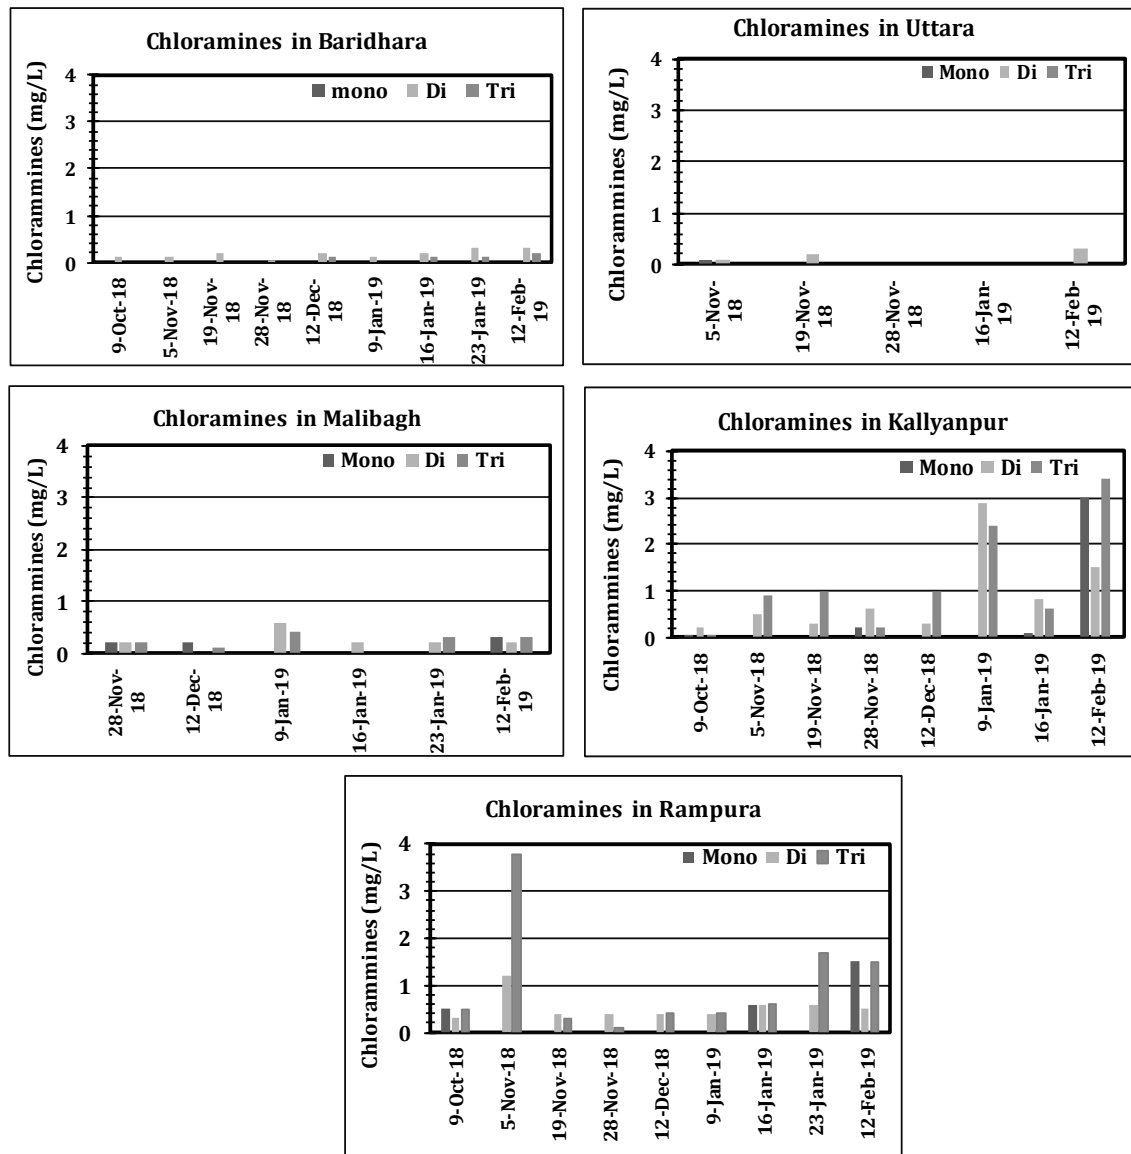 Chloramines in Baridhara
Chlorammines (mg/L)
4
3
2
1
0
mono Di Tri
9-Oct-18
5-Nov-18
19-Nov-
18
28-Nov-
18
12-Dec-
18
9-Jan-19
16-Jan-19
23-Jan-19
12-Feb-
19
Chloramines in Uttara
Chlorammines (mg/L)
4
3
2
1
0
Mono Di Tri
5-Nov-
18
19-Nov-
18
28-Nov-
18
16-Jan-
19
12-Feb-
19
Chloramines in Malibagh
Chlorammines (mg/L)
4
3
2
1
0
Mono Di Tri
28-Nov-
18
12-Dec-
18
9-Jan-19
16-Jan-19
23-Jan-19
12-Feb-
19
Chloramines in Kallyanpur
Chlorammines (mg/L)
4
3
2
1
0
Mono Di Tri
9-Oct-18
5-Nov-18
19-Nov-18
28-Nov-18
12-Dec-18
9-Jan-19
16-Jan-19
12-Feb-19
Chloramines in Rampura
Chlorammines (mg/L)
4
3
2
1
0
Mono Di Tri
9-Oct-18
5-Nov-18
19-Nov-18
28-Nov-18
12-Dec-18
9-Jan-19
16-Jan-19
23-Jan-19
12-Feb-19